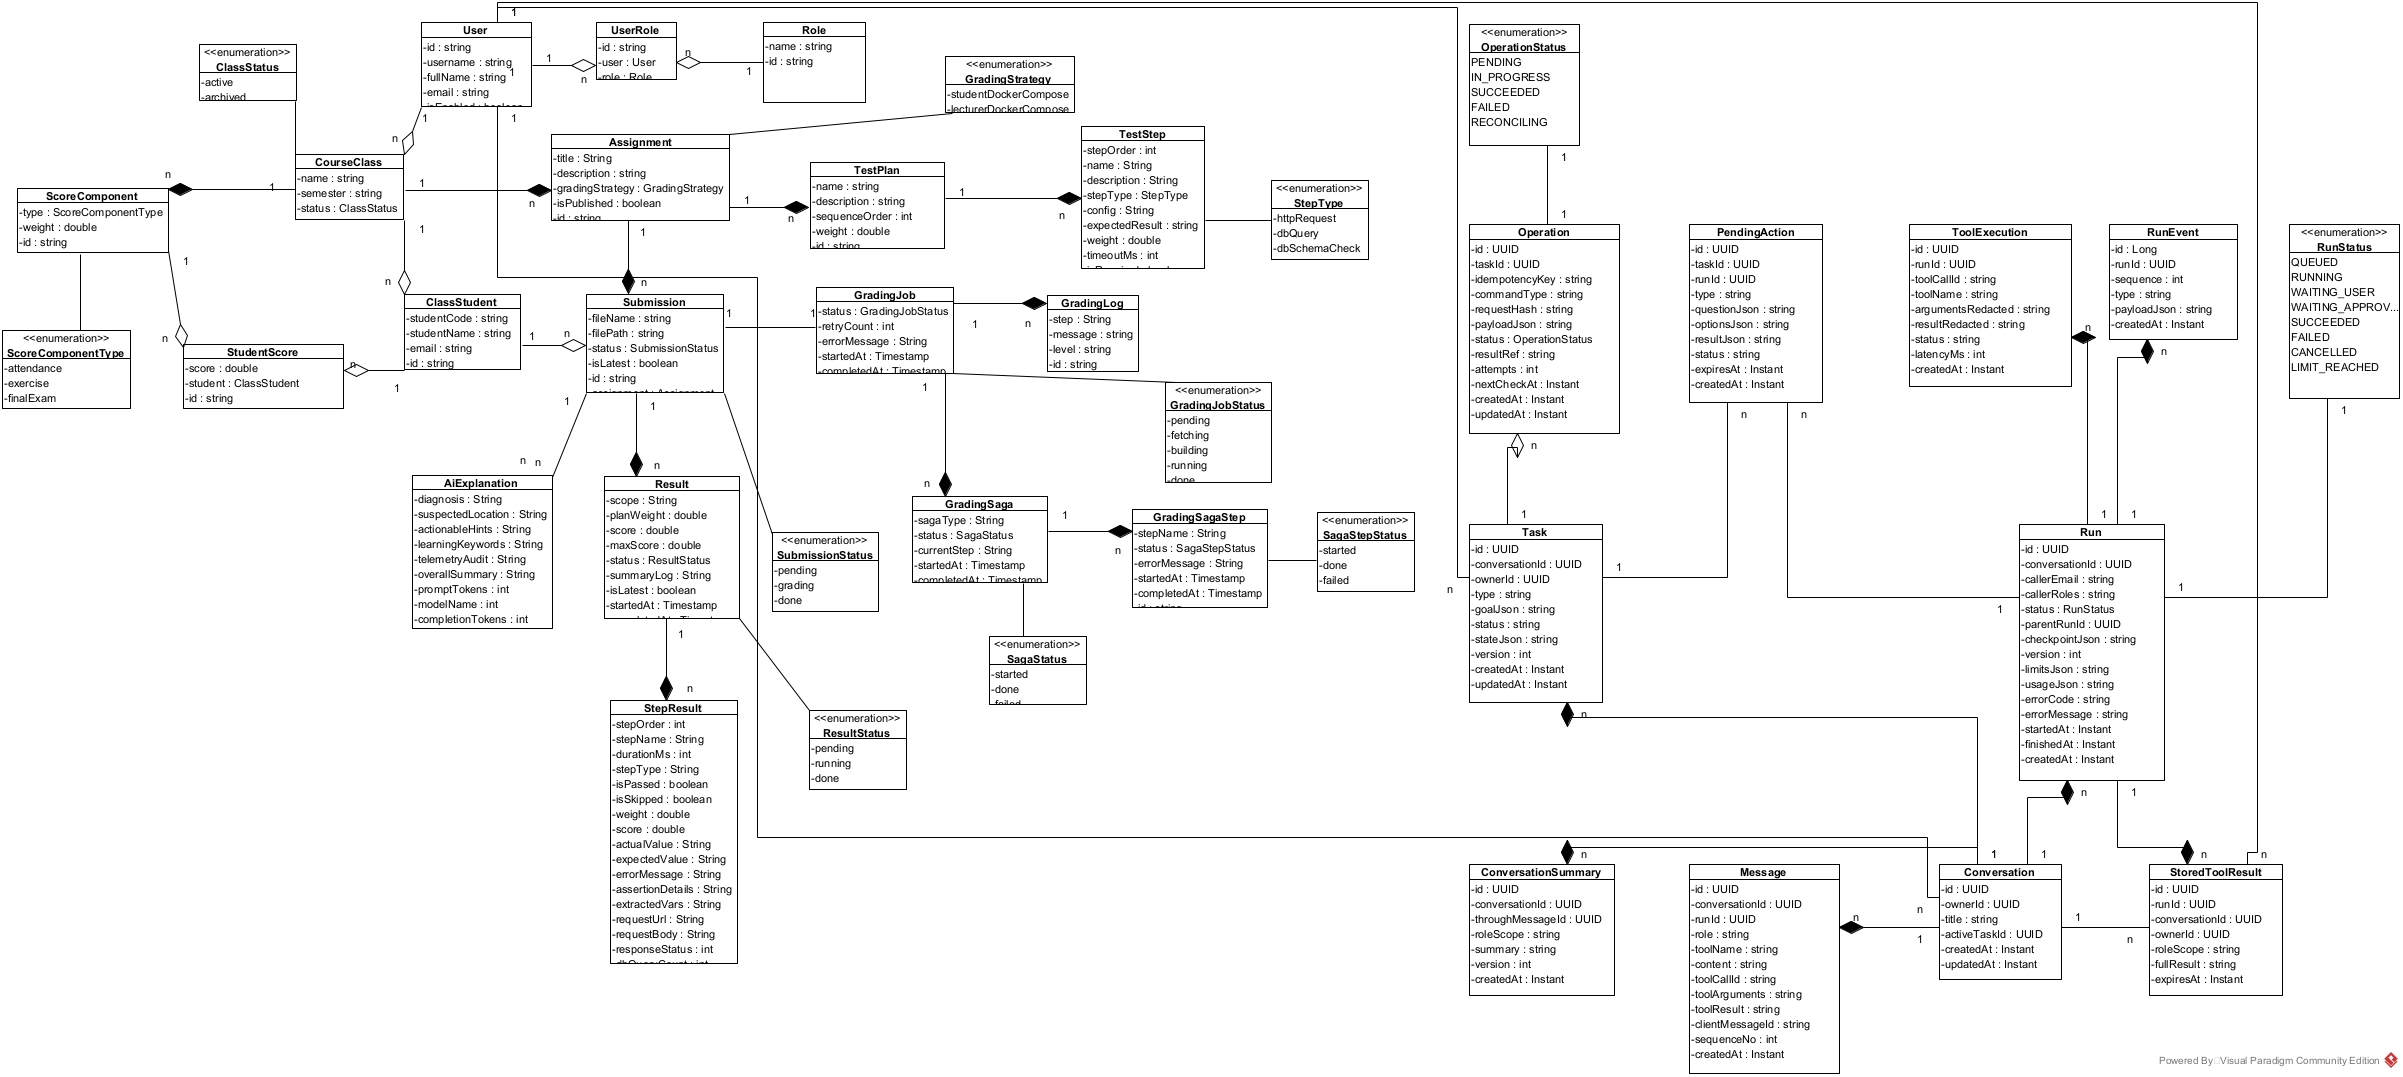 <<enumeration>>
ClassStatus
-active
-archived
User
-id : string
-username : string
-fullName : string
-email : string
-isEnabled : boolean
UserRole
-id : string
-user : User
-role : Role
Role
-name : string
-id : string
<<enumeration>>
GradingStrategy
-studentDockerCompose
-lecturerDockerCompose
<<enumeration>>
OperationStatus
PENDING
IN_PROGRESS
SUCCEEDED
FAILED
RECONCILING
CourseClass
-name : string
-semester : string
-status : ClassStatus
ScoreComponent
-type : ScoreComponentType
-weight : double
-id : string
Assignment
-title : String
-description : string
-gradingStrategy : GradingStrategy
-isPublished : boolean
-id : string
TestPlan
-name : string
-description : string
-sequenceOrder : int
-weight : double
-id : string
TestStep
-stepOrder : int
-name : String
-description : String
-stepType : StepType
-config : String
-expectedResult : string
-weight : double
-timeoutMs : int
<<enumeration>>
StepType
-httpRequest
-dbQuery
-dbSchemaCheck
<<enumeration>>
ScoreComponentType
-attendance
-exercise
-finalExam
StudentScore
-score : double
-student : ClassStudent
-id : string
ClassStudent
-studentCode : string
-studentName : string
-email : string
-id : string
Submission
-fileName : string
-filePath : string
-status : SubmissionStatus
-isLatest : boolean
-id : string
-assignment : Assignment
GradingJob
-status : GradingJobStatus
-retryCount : int
-errorMessage : String
-startedAt : Timestamp
-completedAt : Timestamp
GradingLog
-step : String
-message : string
-level : string
-id : string
<<enumeration>>
GradingJobStatus
-pending
-fetching
-building
-running
-done
AiExplanation
-diagnosis : String
-suspectedLocation : String
-actionableHints : String
-learningKeywords : String
-telemetryAudit : String
-overallSummary : String
-promptTokens : int
-modelName : int
-completionTokens : int
Result
-scope : String
-planWeight : double
-score : double
-maxScore : double
-status : ResultStatus
-summaryLog : String
-isLatest : boolean
-startedAt : Timestamp
<<enumeration>>
SubmissionStatus
-pending
-grading
-done
GradingSaga
-sagaType : String
-status : SagaStatus
-currentStep : String
-startedAt : Timestamp
-completedAt : Timestamp
GradingSagaStep
-stepName : String
-status : SagaStepStatus
-errorMessage : String
-startedAt : Timestamp
-completedAt : Timestamp
-id : string
<<enumeration>>
SagaStepStatus
-started
-done
-failed
<<enumeration>>
SagaStatus
-started
-done
-failed
StepResult
-stepOrder : int
-stepName : String
-durationMs : int
-stepType : String
-isPassed : boolean
-isSkipped : boolean
-weight : double
-score : double
-actualValue : String
-expectedValue : String
-errorMessage : String
-assertionDetails : String
-extractedVars : String
-requestUrl : String
-requestBody : String
-responseStatus : int
-dbQueryCount : int
<<enumeration>>
ResultStatus
-pending
-running
-done
Operation
-id : UUID
-taskId : UUID
-idempotencyKey : string
-commandType : string
-requestHash : string
-payloadJson : string
-status : OperationStatus
-resultRef : string
-attempts : int
-nextCheckAt : Instant
-createdAt : Instant
-updatedAt : Instant
PendingAction
-id : UUID
-taskId : UUID
-runId : UUID
-type : string
-questionJson : string
-optionsJson : string
-resultJson : string
-status : string
-expiresAt : Instant
-createdAt : Instant
ToolExecution
-id : UUID
-runId : UUID
-toolCallId : string
-toolName : string
-argumentsRedacted : string
-resultRedacted : string
-status : string
-latencyMs : int
-createdAt : Instant
RunEvent
-id : Long
-runId : UUID
-sequence : int
-type : string
-payloadJson : string
-createdAt : Instant
<<enumeration>>
RunStatus
QUEUED
RUNNING
WAITING_USER
WAITING_APPROV...
SUCCEEDED
FAILED
CANCELLED
LIMIT_REACHED
Task
-id : UUID
-conversationId : UUID
-ownerId : UUID
-type : string
-goalJson : string
-status : string
-stateJson : string
-version : int
-createdAt : Instant
-updatedAt : Instant
Run
-id : UUID
-conversationId : UUID
-callerEmail : string
-callerRoles : string
-status : RunStatus
-parentRunId : UUID
-checkpointJson : string
-version : int
-limitsJson : string
-usageJson : string
-errorCode : string
-errorMessage : string
-startedAt : Instant
-finishedAt : Instant
-createdAt : Instant
ConversationSummary
-id : UUID
-conversationId : UUID
-throughMessageId : UUID
-roleScope : string
-summary : string
-version : int
-createdAt : Instant
Message
-id : UUID
-conversationId : UUID
-runId : UUID
-role : string
-toolName : string
-content : string
-toolCallId : string
-toolArguments : string
-toolResult : string
-clientMessageId : string
-sequenceNo : int
-createdAt : Instant
Conversation
-id : UUID
-ownerId : UUID
-title : string
-activeTaskId : UUID
-createdAt : Instant
-updatedAt : Instant
StoredToolResult
-id : UUID
-runId : UUID
-conversationId : UUID
-ownerId : UUID
-roleScope : string
-fullResult : string
-expiresAt : Instant
Powered By Visual Paradigm Community Edition